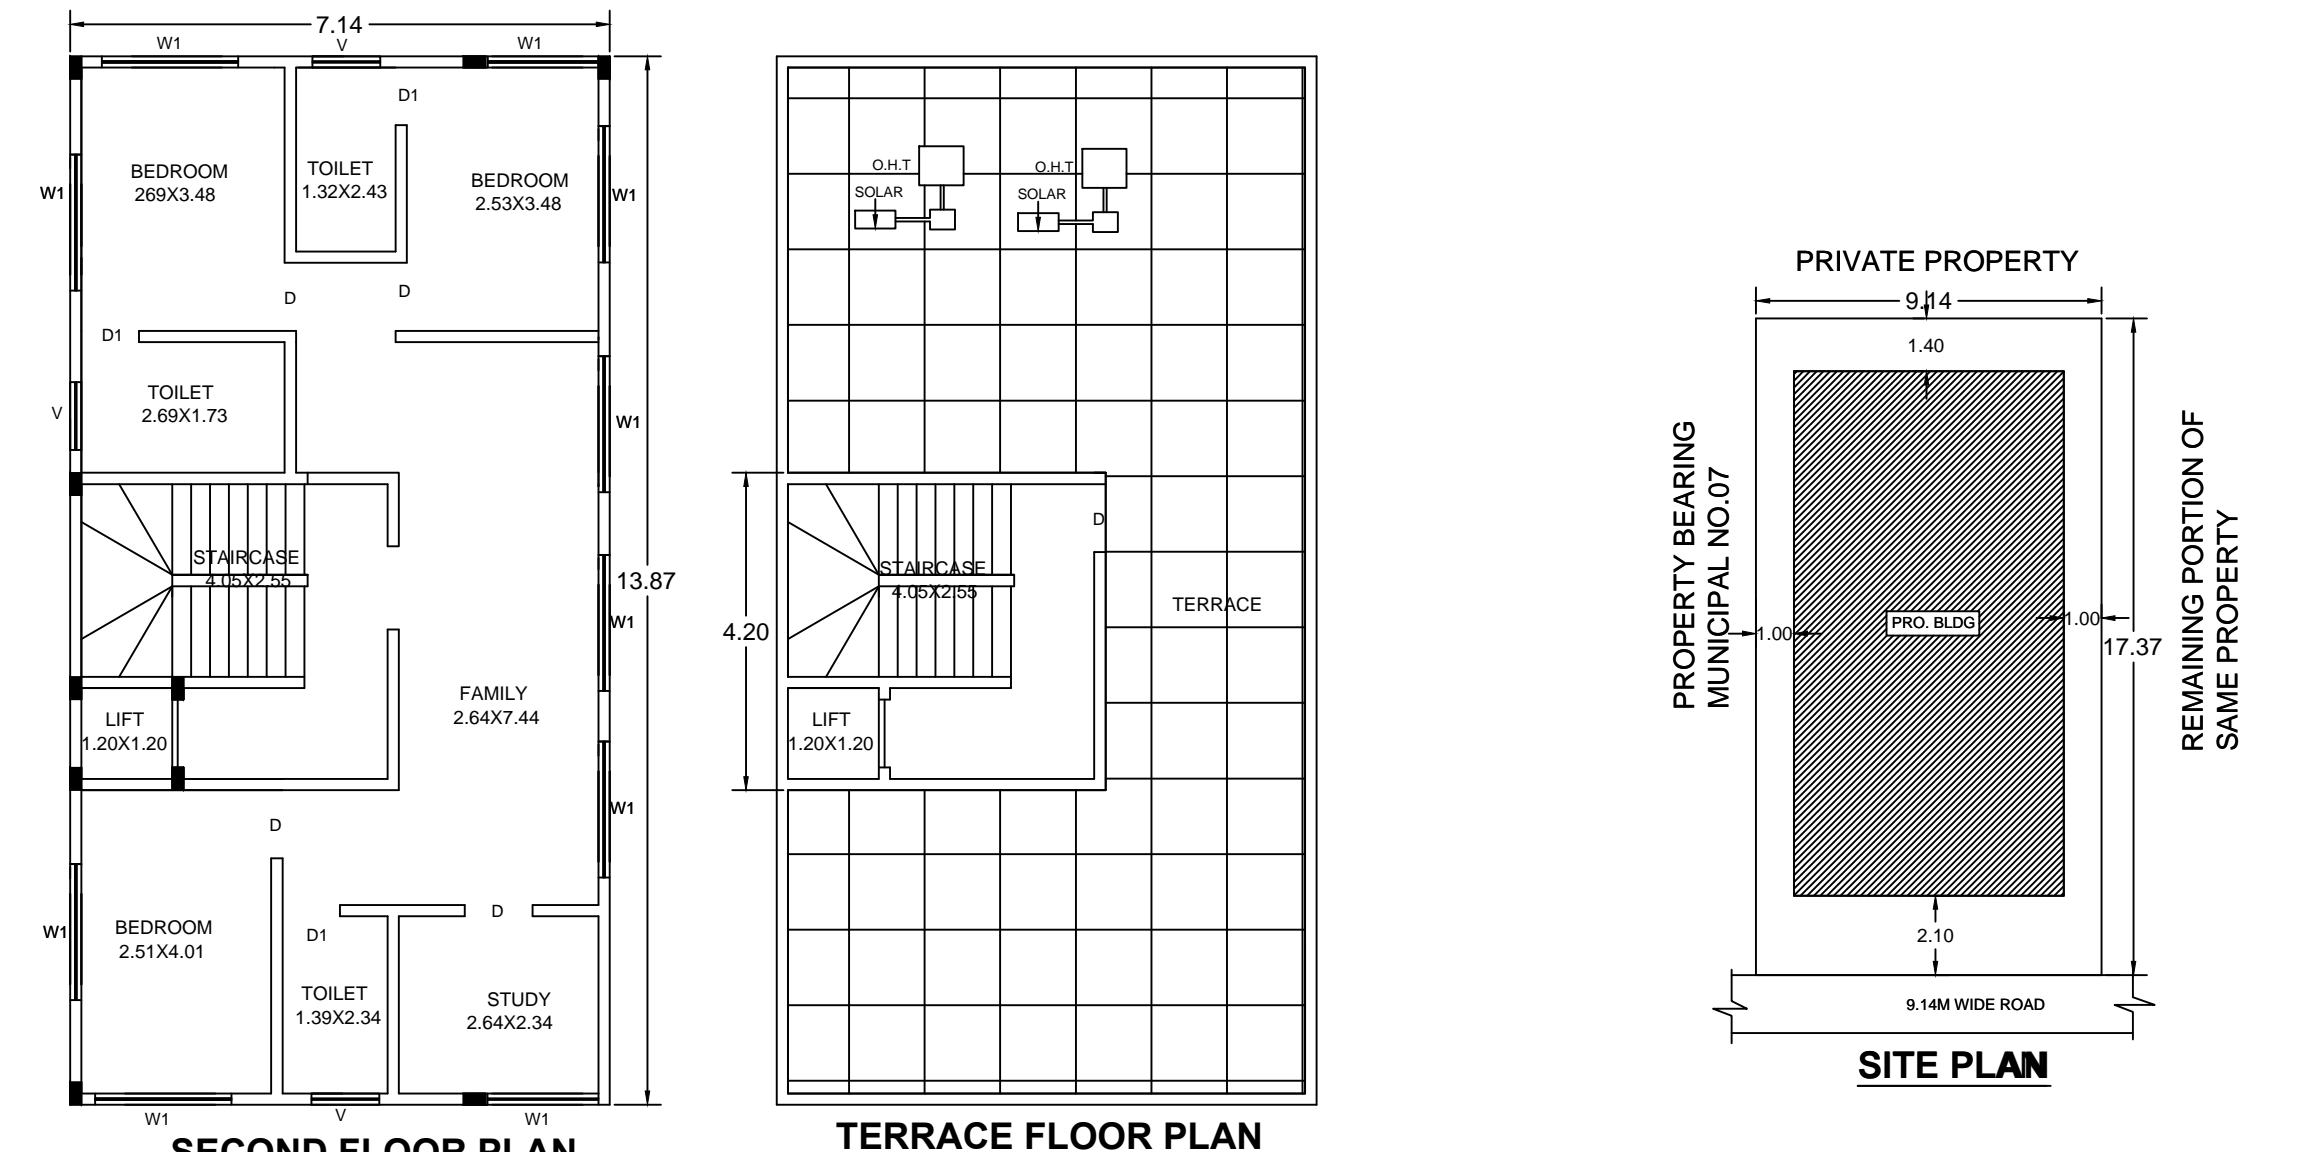 7.14
W1
V
W1
D1
BEDROOM
269X3.48
TOILET
1.32X2.43
BEDROOM
2.53X3.48
W1
W1
D
D
D1
TOILET
2.69X1.73
V
W1
STAIRCASE
4.05X2.55
13.87
W1
FAMILY
2.64X7.44
LIFT
1.20X1.20
W1
D
D
BEDROOM
2.51X4.01
W1
D1
TOILET
1.39X2.34
STUDY
2.64X2.34
W1
V
W1
SECOND FLOOR PLAN
O.H.T
SOLAR
O.H.T
SOLAR
D
STAIRCASE
4.05X2.55
TERRACE
4.20
LIFT
1.20X1.20
TERRACE FLOOR PLAN
PRIVATE PROPERTY
9.14
1.40
PROPERTY BEARING
MUNICIPAL NO.07
REMAINING PORTION OF
SAME PROPERTY
PRO. BLDG
1.00
1.00
17.37
2.10
9.14M WIDE ROAD
SITE PLAN